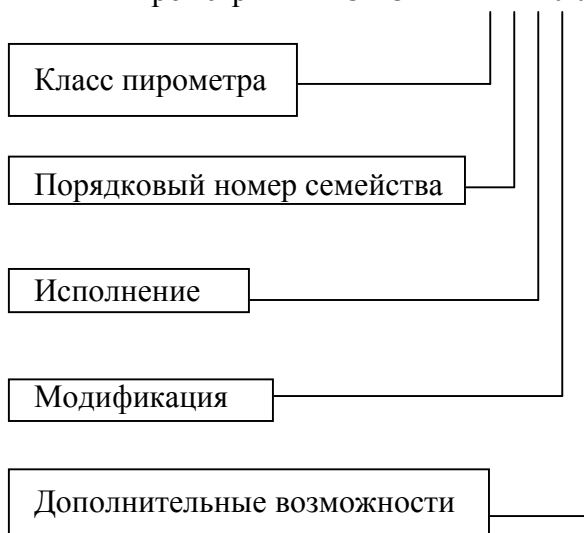 Класс пирометра
Порядковый номер семейства
Исполнение
Модификация
Дополнительные возможности